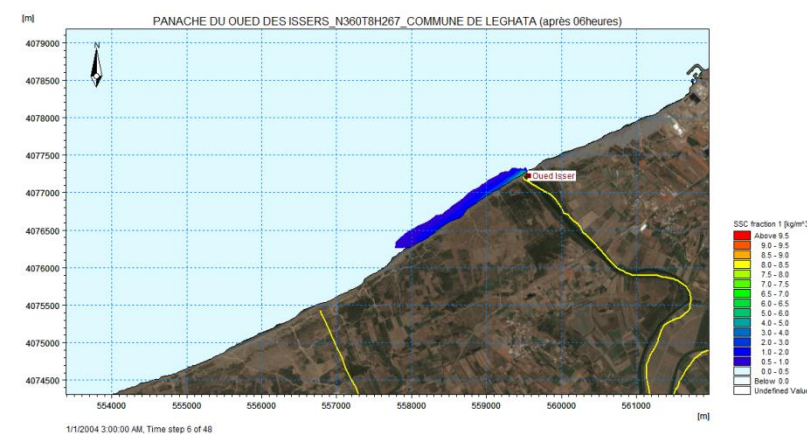 PANACHE DU OUED DES ISSERS_N360T8H267_COMMUNE DE LEGHATA (après 06heures)
[m]
N
4079000
4078500
4078000
4077500
4077000
4076500
4076000
4075500
4075000
4074500
Oued Isser
554000 555000 556000 557000 558000 559000 560000 561000
[m]
1/1/2004 3:00:00 AM, Time step 6 of 48
SSC fraction 1 [kg/m^3
Above 9.5
9.0 - 9.5
8.5 - 9.0
8.0 - 8.5
7.5 - 8.0
7.0 - 7.5
6.5 - 7.0
6.0 - 6.5
5.0 - 6.0
4.0 - 5.0
3.0 - 4.0
2.0 - 3.0
1.0 - 2.0
0.5 - 1.0
0.0 - 0.5
Below 0.0
Undefined Value